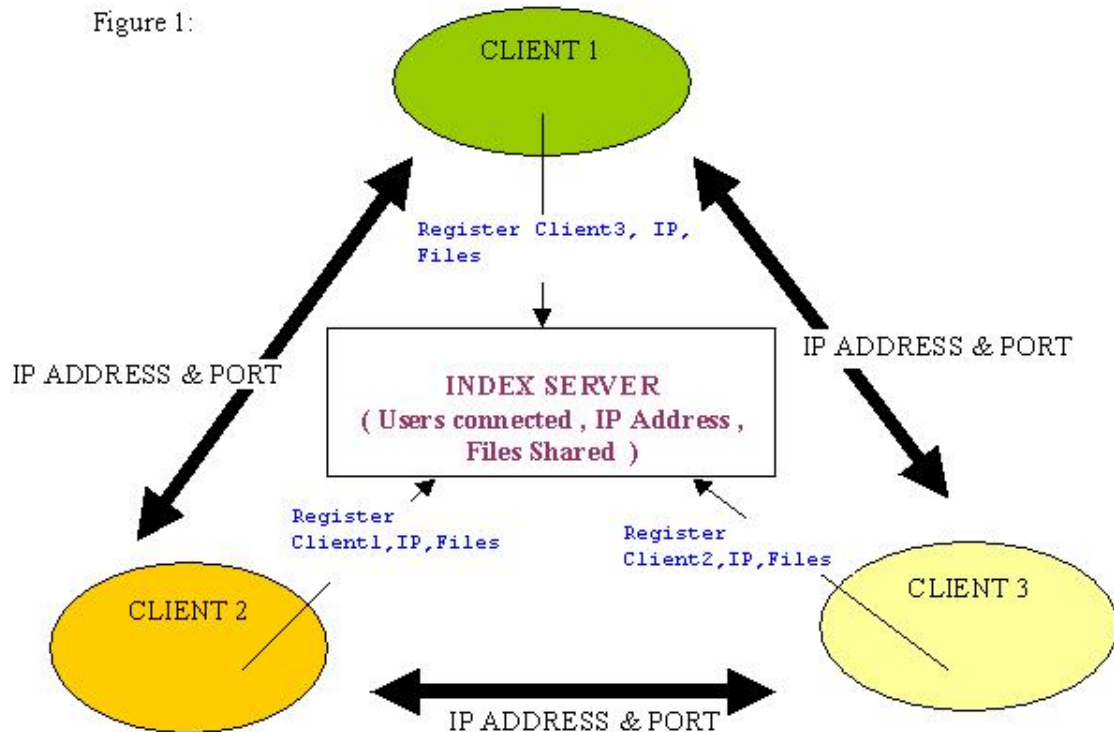 Figure 1:
CLIENT 1
Register Client3, IP,
Files
IP ADDRESS & PORT
IP ADDRESS & PORT
INDEX SERVER
( Users connected , IP Address ,
Files Shared )
Register
Client1,IP,Files
Register
Client2,IP,Files
CLIENT 2
CLIENT 3
IP ADDRESS & PORT